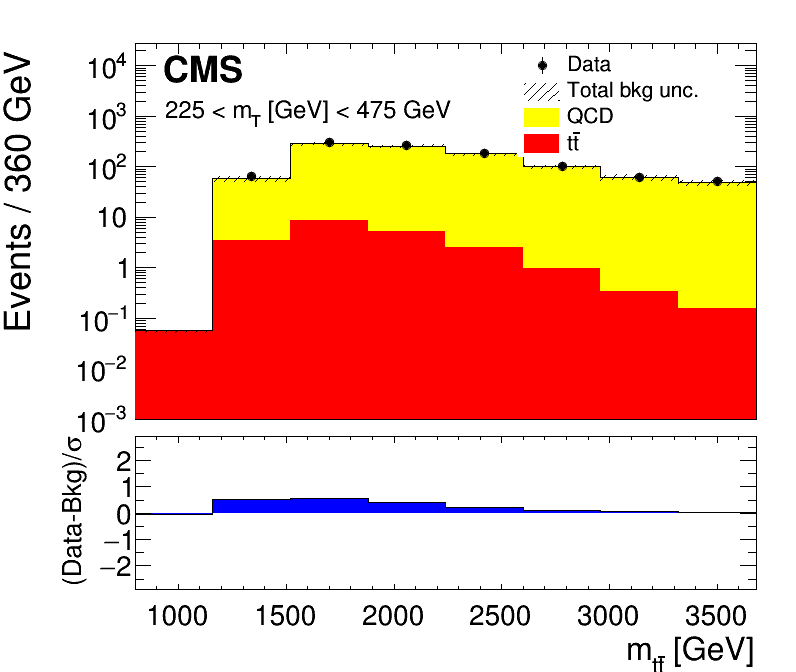 CMS
225 < m_T [GeV] < 475 GeV
Data
Total bkg unc.
QCD
tt̄
Events / 360 GeV
10⁴
10³
10²
10
1
10⁻¹
10⁻²
10⁻³
(Data-Bkg)/σ
2
1
0
−1
−2
1000 1500 2000 2500 3000 3500
m_tt̄ [GeV]